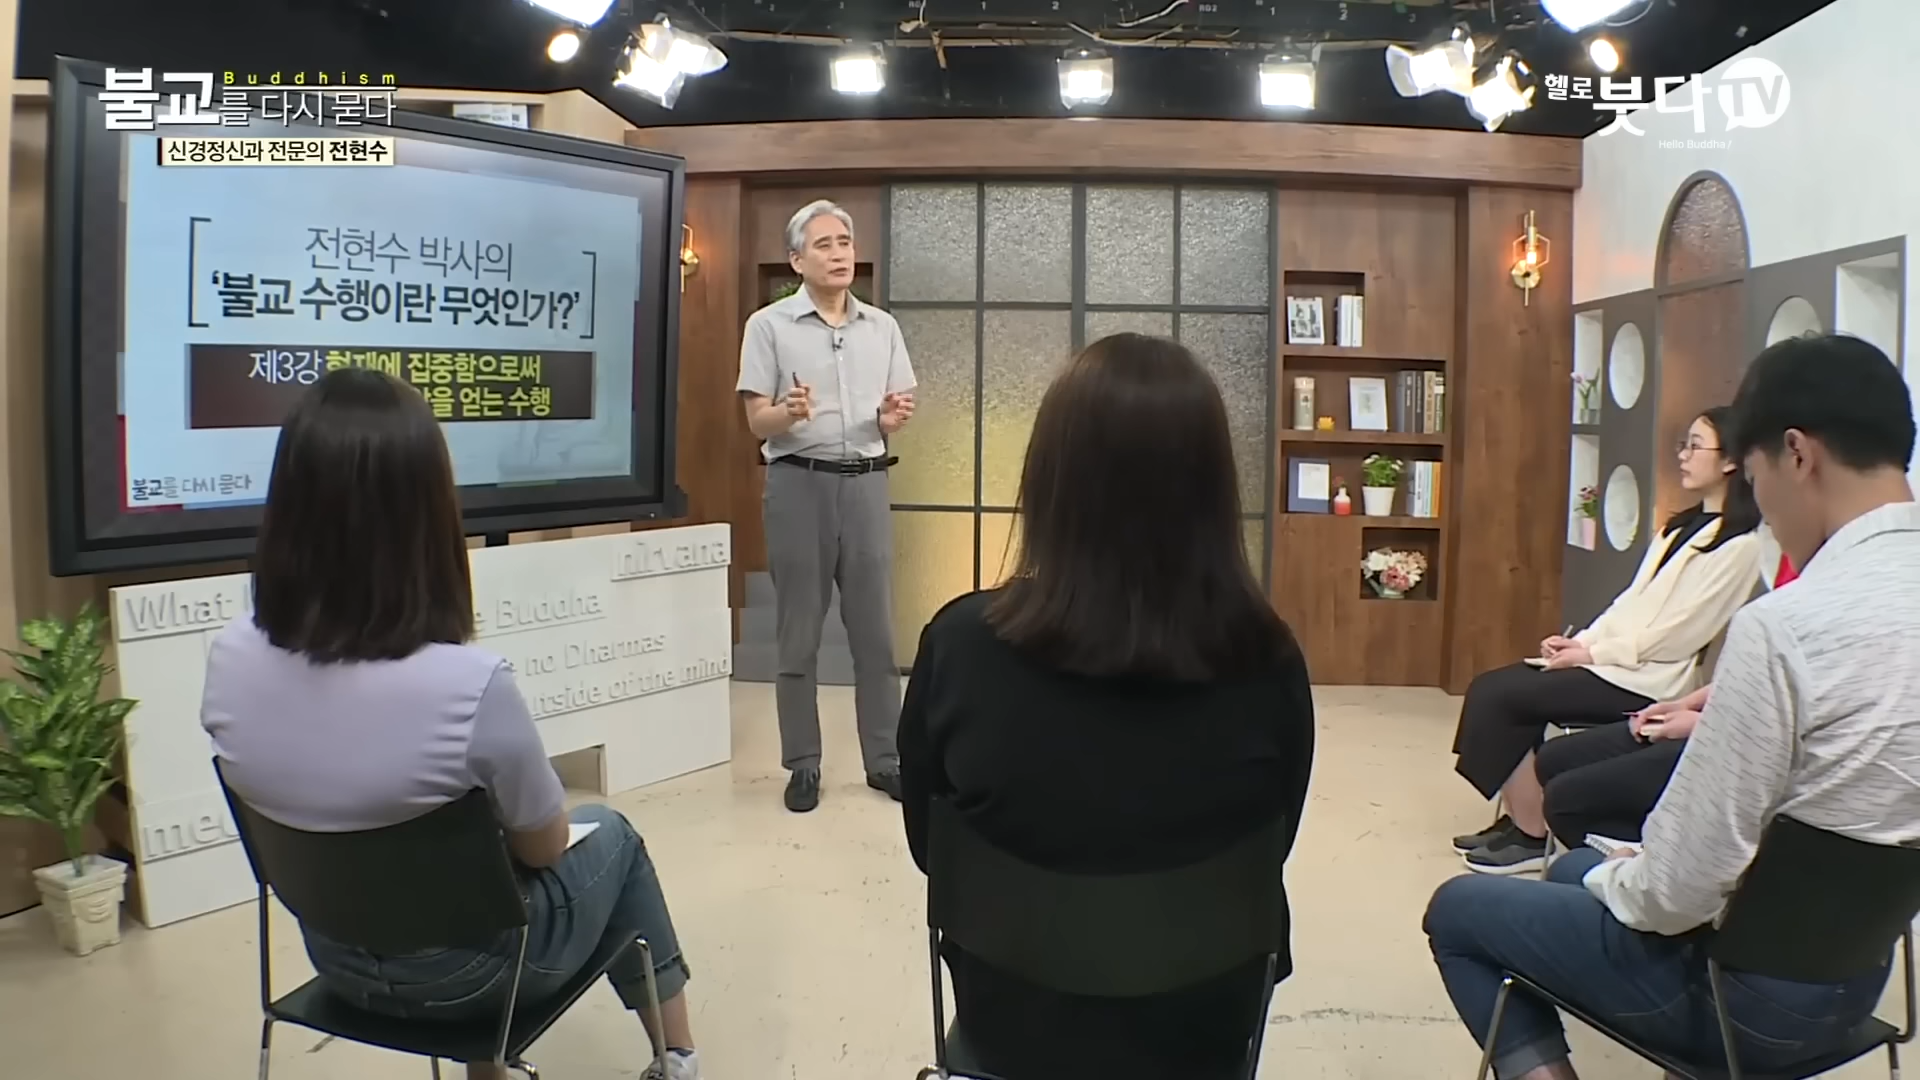 Buddhism
불교를 다시 묻다
신경정신과 전문의 전현수
헬로붓다TV
Hello Buddha /
전현수 박사의
‘불교 수행이란 무엇인가?’
제3강 현재에 집중함으로써
을 얻는 수행
불교를 다시 묻다
nirvana
What
Buddha
no Dharmas
outside of the mind